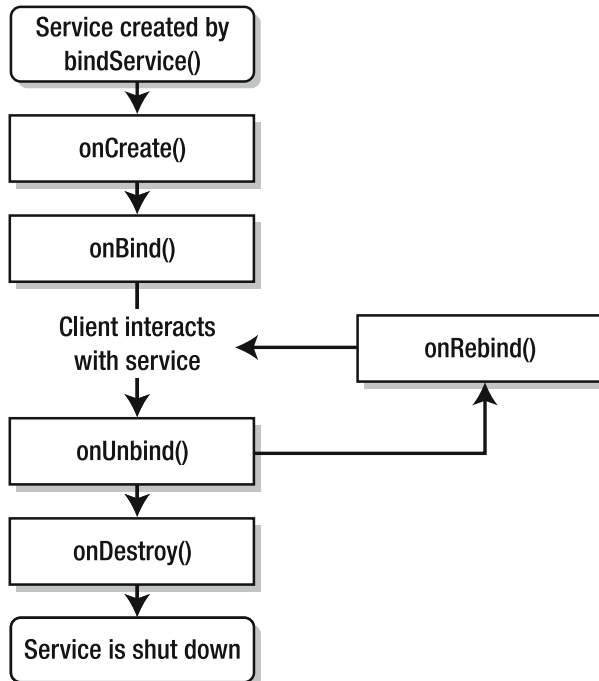 Service created by
bindService()
onCreate()
onBind()
Client interacts
with service
onRebind()
onUnbind()
onDestroy()
Service is shut down